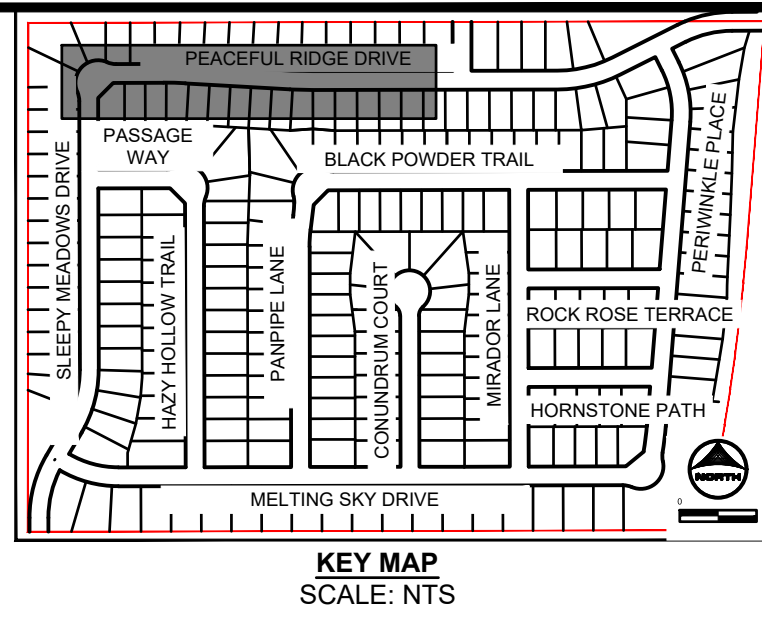 PEACEFUL RIDGE DRIVE
PASSAGE
WAY
BLACK POWDER TRAIL
SLEEPY MEADOWS DRIVE
PERIWINKLE PLACE
HAZY HOLLOW TRAIL
PANPIPE LANE
CONUNDRUM COURT
MIRADOR LANE
ROCK ROSE TERRACE
HORNSTONE PATH
NORTH
0
MELTING SKY DRIVE
KEY MAP
SCALE: NTS